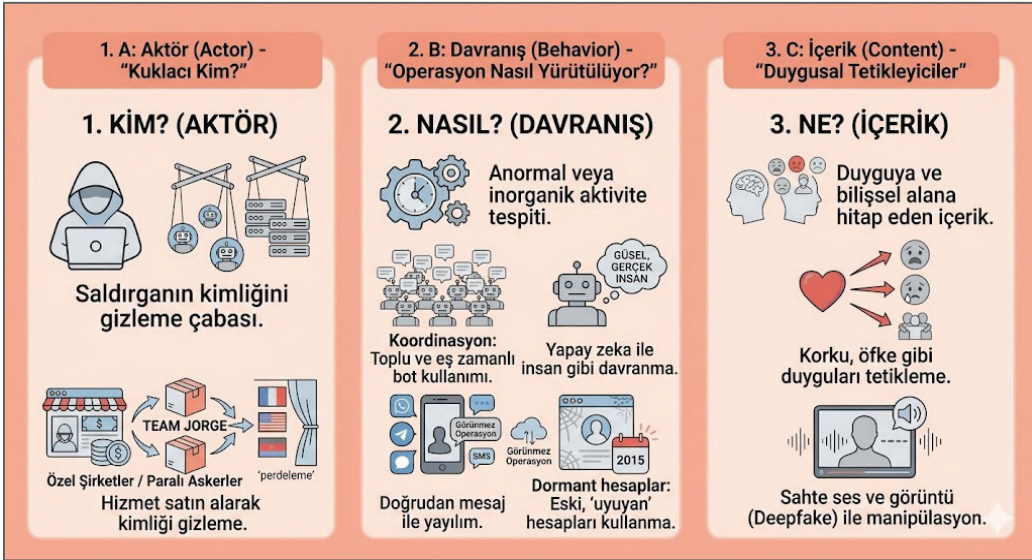 1. A: Aktör (Actor) -
"Kuklacı Kim?"
1. KİM? (AKTÖR)
Saldırganın kimliğini
gizleme çabası.
TEAM JORGE
'perdeleme'
Özel Şirketler / Paralı Askerler
Hizmet satın alarak
kimliği gizleme.
2. B: Davranış (Behavior) -
"Operasyon Nasıl Yürütülüyor?"
2. NASIL? (DAVRANIŞ)
Anormal veya
inorganik aktivite
tespiti.
GÜSEL,
GERÇEK
INSAN
Koordinasyon:
Toplu ve eş zamanlı
bot kullanımı.
Yapay zeka ile
insan gibi davranma.
Görünmez
Operasyon
SMS
Görünmez
Operasyon
2015
Doğrudan mesaj
ile yayılım.
Dormant hesaplar:
Eski, 'uyuyan'
hesapları kullanma.
3. C: İçerik (Content) -
"Duygusal Tetikleyiciler"
3. NE? (İÇERİK)
Duyguya ve
bilişsel alana
hitap eden içerik.
Korku, öfke gibi
duyguları tetikleme.
Sahte ses ve görüntü
(Deepfake) ile manipülasyon.